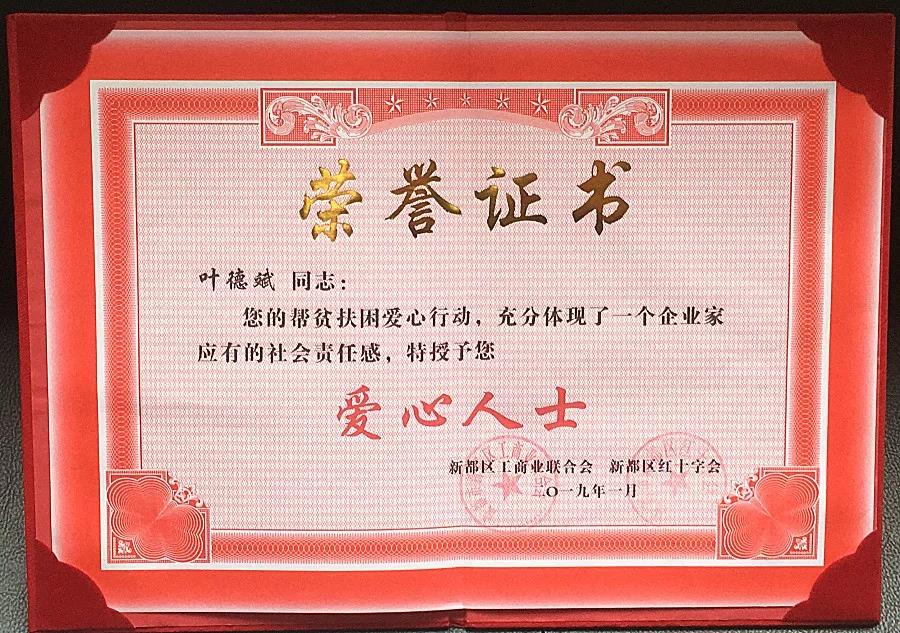 荣誉证书
叶德斌 同志：
您的帮贫扶困爱心行动，充分体现了一个企业家
应有的社会责任感，特授予您
爱心人士
新都区工商业联合会 新都区红十字会
二〇一九年一月